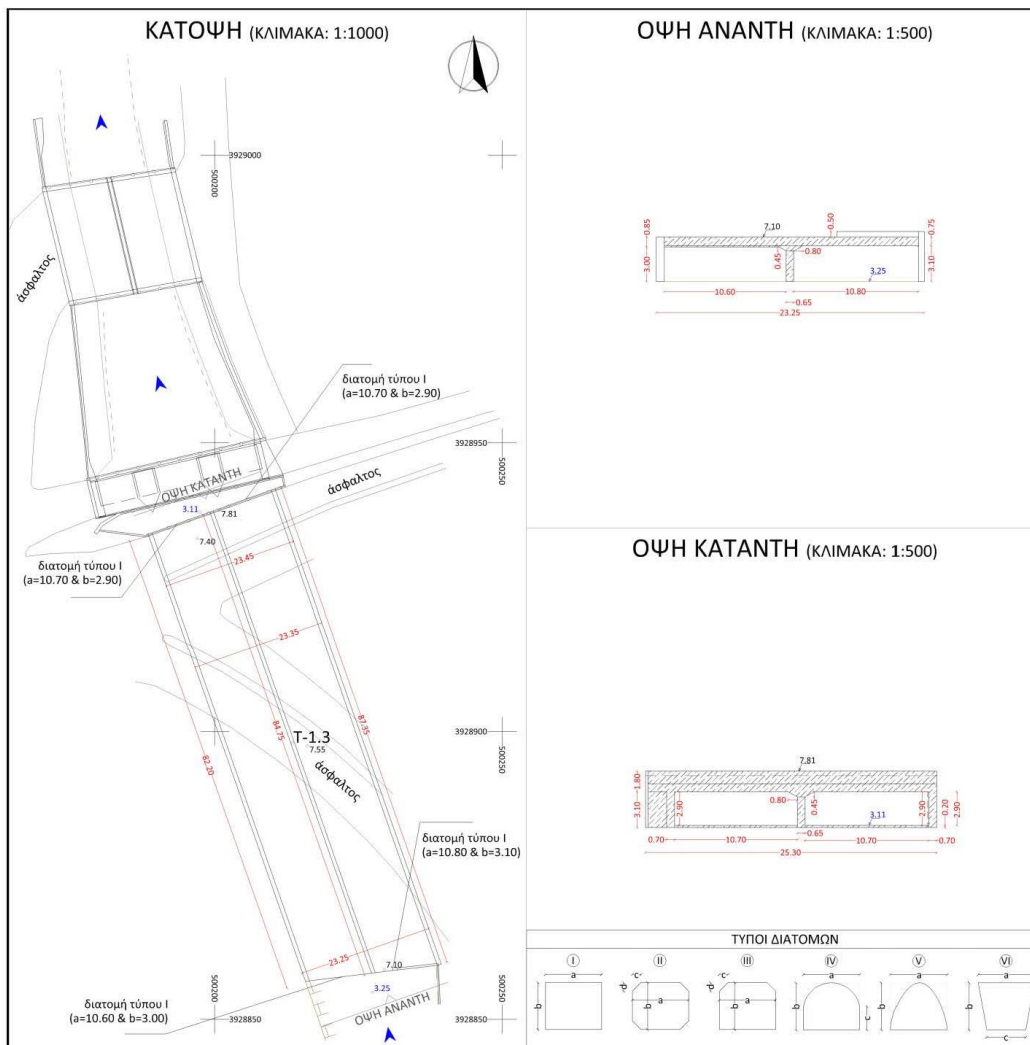 ΚΑΤΟΨΗ (ΚΛΙΜΑΚΑ: 1:1000)
3929000
500200
άσφαλτος
διατομή τύπου Ι
(a=10.70 & b=2.90)
3928950
500250
ΟΨΗ ΚΑΤΑΝΤΗ
άσφαλτος
3.11
7.81
7.40
διατομή τύπου Ι
(a=10.70 & b=2.90)
23.45
23.35
82.20
84.75
87.35
T-1.3
7.55
άσφαλτος
3928900
500250
διατομή τύπου Ι
(a=10.80 & b=3.10)
23.25
7.10
3.25
ΟΨΗ ΑΝΑΝΤΗ
διατομή τύπου Ι
(a=10.60 & b=3.00)
500200
3928850
500250
ΟΨΗ ΑΝΑΝΤΗ (ΚΛΙΜΑΚΑ: 1:500)
0.85
7.10
0.50
0.75
3.00
0.45
0.80
3.25
3.10
10.60
10.80
0.65
23.25
ΟΨΗ ΚΑΤΑΝΤΗ (ΚΛΙΜΑΚΑ: 1:500)
7.81
1.80
3.10
2.90
0.80
0.45
3.11
2.90
0.20
2.90
0.70
10.70
0.65
10.70
0.70
25.30
ΤΥΠΟΙ ΔΙΑΤΟΜΩΝ
I II III IV V VI
a c c a a a
d d
b b a b a b c b b
c